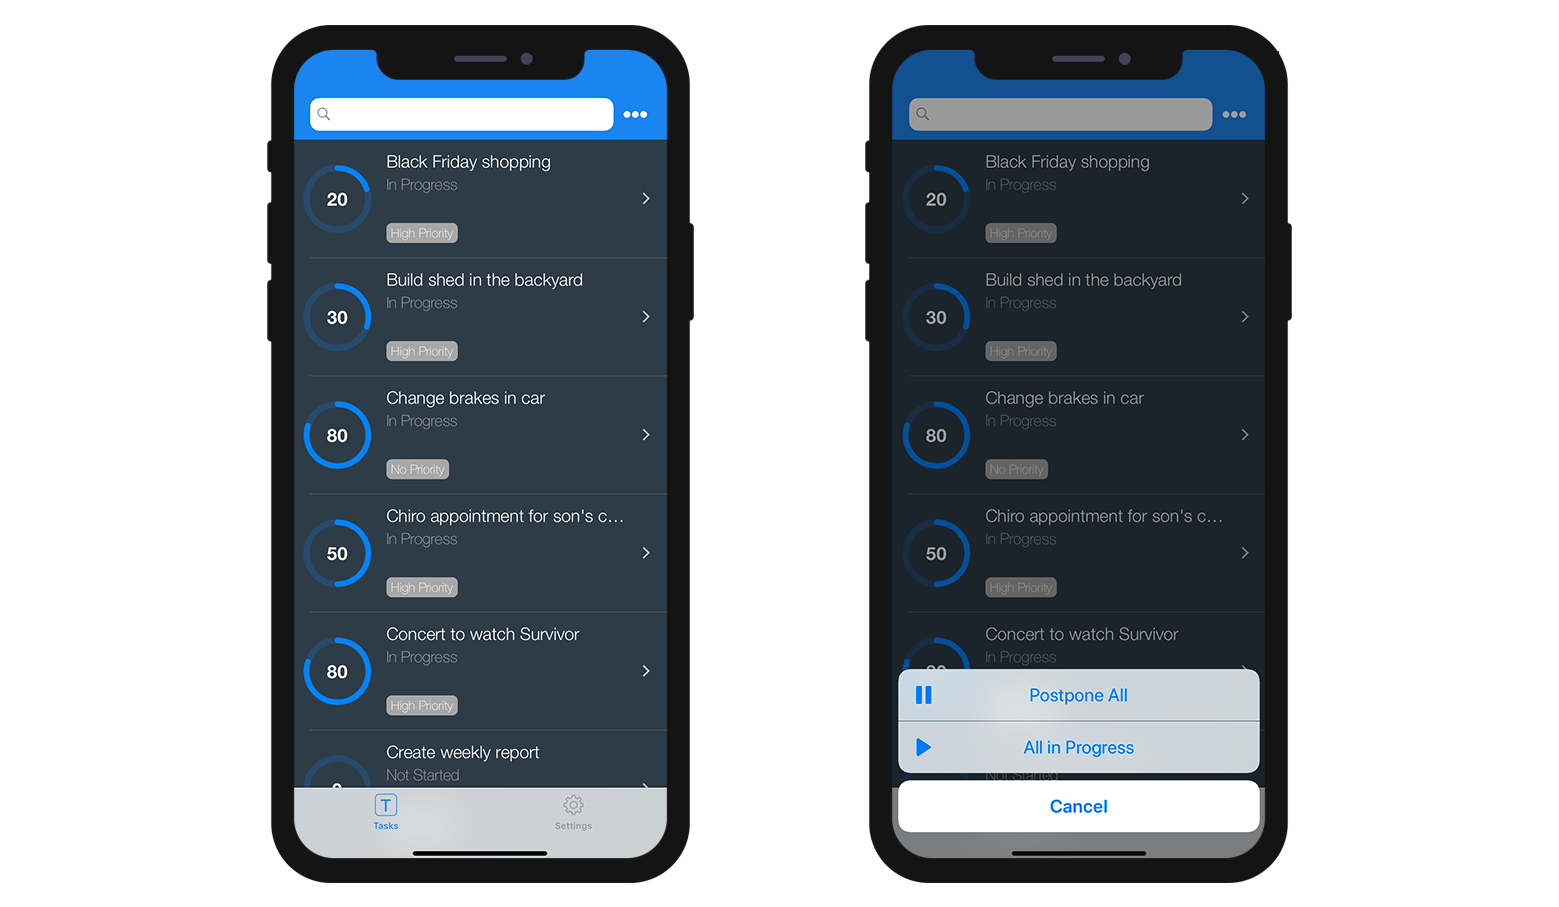 20
Black Friday shopping
In Progress
High Priority
30
Build shed in the backyard
In Progress
High Priority
80
Change brakes in car
In Progress
No Priority
50
Chiro appointment for son's c...
In Progress
High Priority
80
Concert to watch Survivor
In Progress
High Priority
Create weekly report
Not Started
T
Tasks
Settings
20
Black Friday shopping
In Progress
High Priority
30
Build shed in the backyard
In Progress
High Priority
80
Change brakes in car
In Progress
No Priority
50
Chiro appointment for son's c...
In Progress
High Priority
80
Concert to watch Survivor
In Progress
Postpone All
All in Progress
Not Started
Cancel